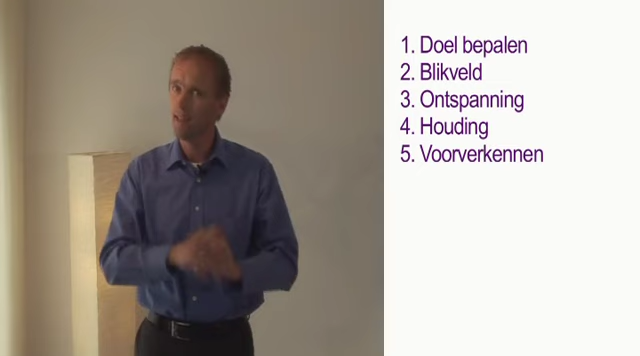 1. Doel bepalen
2. Blikveld
3. Ontspanning
4. Houding
5. Voorverkennen